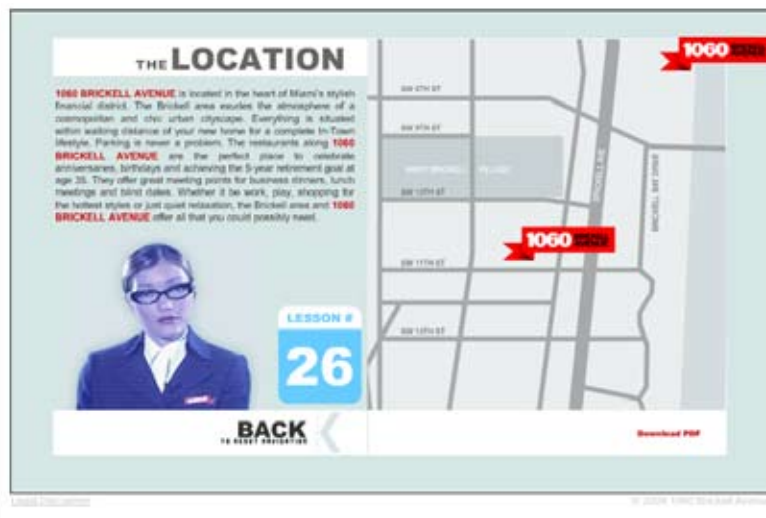 THE LOCATION
1060 BRICKELL AVENUE is located in the heart of Miami's stylish
financial district. The Brickell area exudes the atmosphere of a
cosmopolitan and chic urban cityscape. Everything is situated
within walking distance of your new home for a complete In-Town
lifestyle. Parking is never a problem. The restaurants along 1060
BRICKELL AVENUE are the perfect place to celebrate
anniversaries, birthdays and achieving the 5-year retirement goal at
age 35. They offer great meeting points for business dinners, lunch
meetings and blind dates. Whether it be work, play, shopping for
the hottest styles or just quiet relaxation, the Brickell area and 1060
BRICKELL AVENUE offer all that you could possibly need.
LESSON #
26
BACK
TO RESET NAVIGATION
1060
SW 8TH ST
SW 9TH ST
VILLAGE
SW 10TH ST
BRICKELL AVE
BRICKELL BAY DRIVE
1060 BRICKELL
AVENUE
SW 11TH ST
SW 12TH ST
Download PDF
Legal Disclaimer